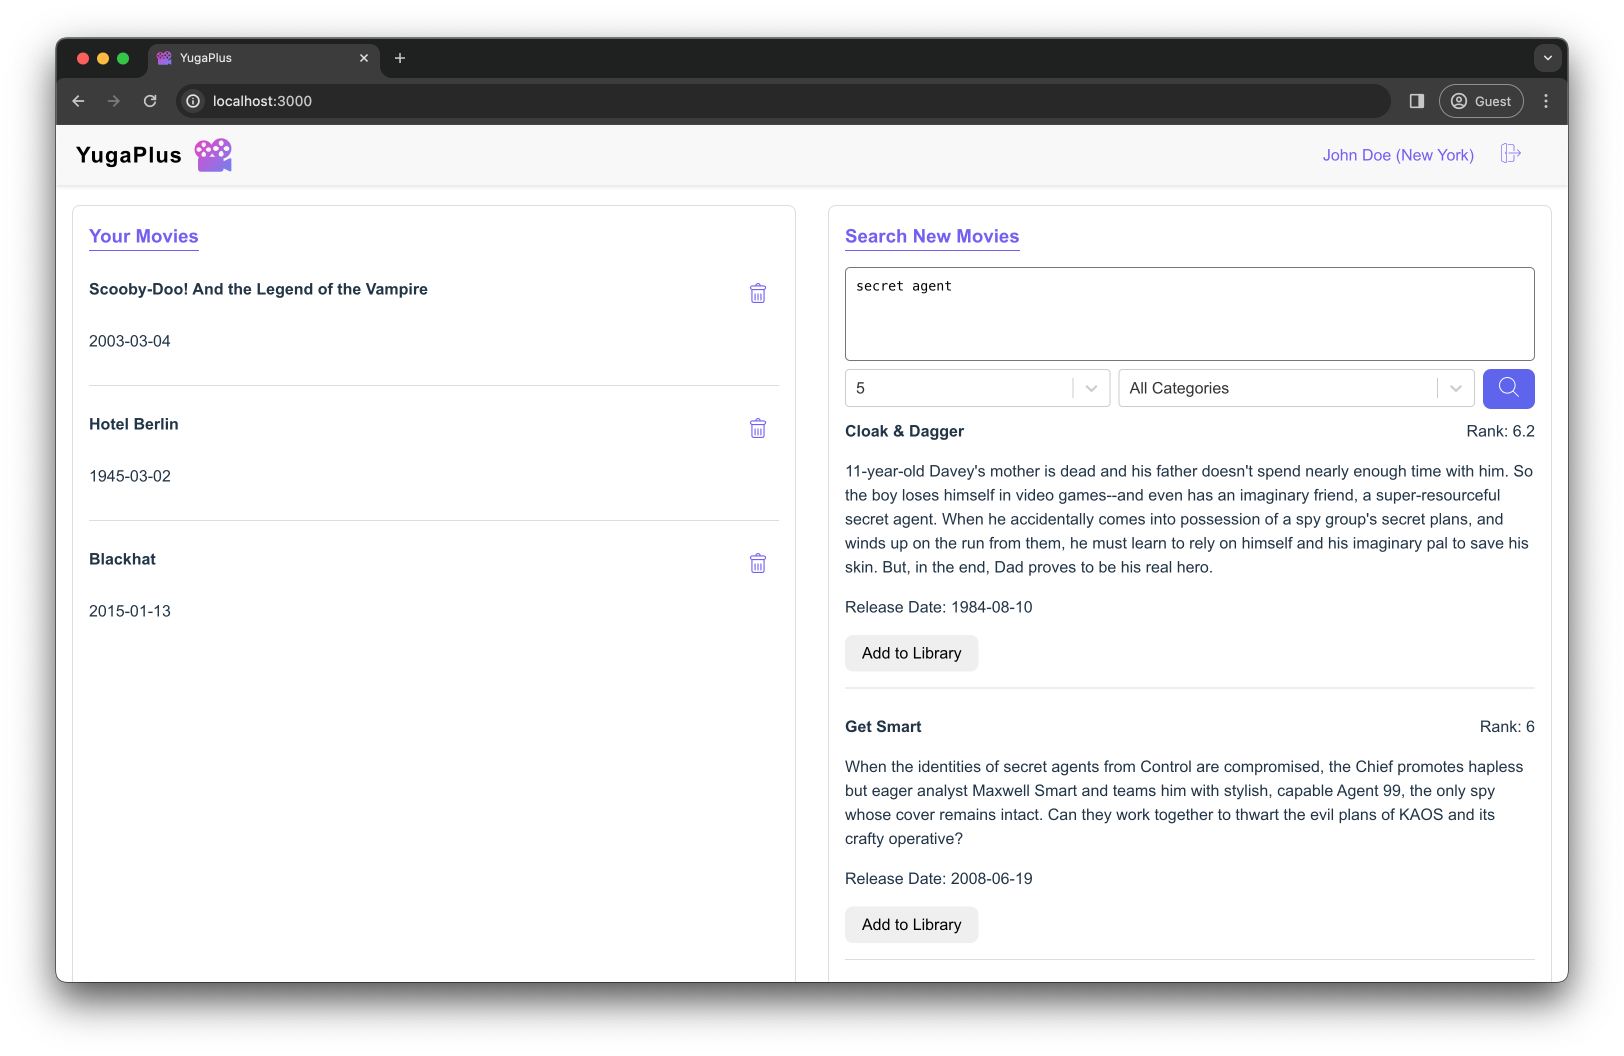 YugaPlus
localhost:3000
Guest
YugaPlus
John Doe (New York)
Your Movies
Scooby-Doo! And the Legend of the Vampire
2003-03-04
Hotel Berlin
1945-03-02
Blackhat
2015-01-13
Search New Movies
secret agent
5
All Categories
Cloak & Dagger
Rank: 6.2
11-year-old Davey's mother is dead and his father doesn't spend nearly enough time with him. So
the boy loses himself in video games--and even has an imaginary friend, a super-resourceful
secret agent. When he accidentally comes into possession of a spy group's secret plans, and
winds up on the run from them, he must learn to rely on himself and his imaginary pal to save his
skin. But, in the end, Dad proves to be his real hero.
Release Date: 1984-08-10
Add to Library
Get Smart
Rank: 6
When the identities of secret agents from Control are compromised, the Chief promotes hapless
but eager analyst Maxwell Smart and teams him with stylish, capable Agent 99, the only spy
whose cover remains intact. Can they work together to thwart the evil plans of KAOS and its
crafty operative?
Release Date: 2008-06-19
Add to Library